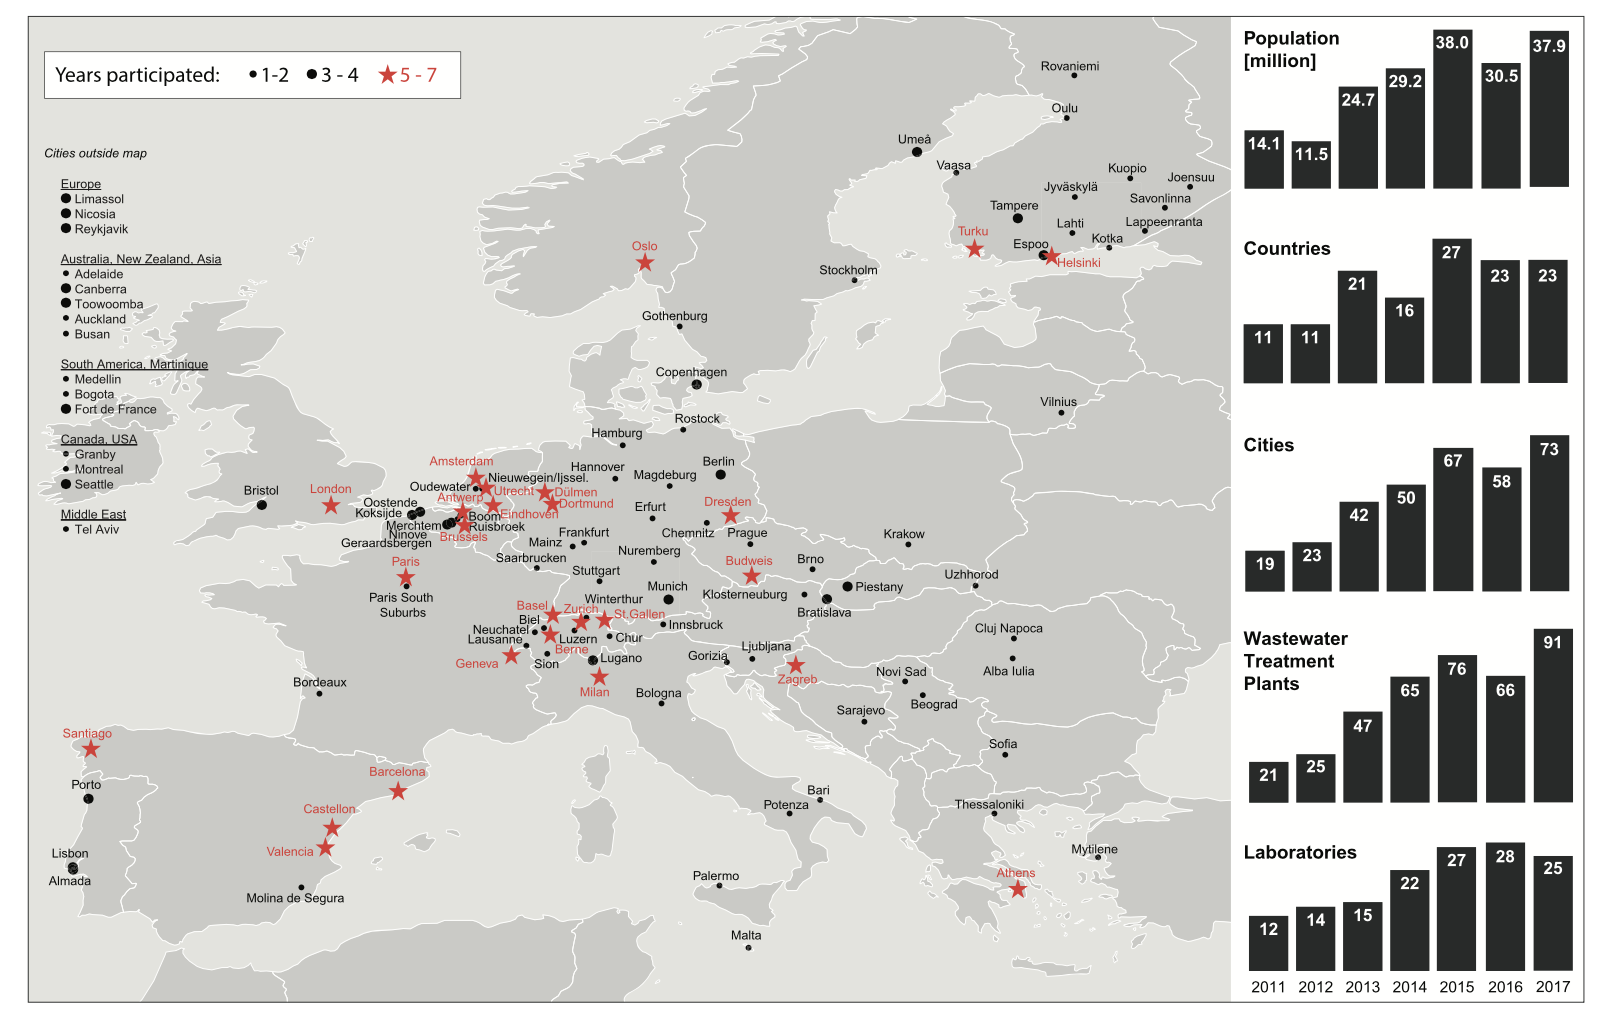 Years participated: 1-2 3 - 4 5 - 7
Cities outside map
Europe
Limassol
Nicosia
Reykjavik
Australia, New Zealand, Asia
Adelaide
Canberra
Toowoomba
Auckland
Busan
South America, Martinique
Medellin
Bogota
Fort de France
Canada, USA
Granby
Montreal
Seattle
Middle East
Tel Aviv
Rovaniemi
Oulu
Umeå
Vaasa
Kuopio
Joensuu
Jyväskylä
Savonlinna
Tampere
Lahti
Lappeenranta
Turku
Espoo
Kotka
Helsinki
Oslo
Stockholm
Gothenburg
Copenhagen
Vilnius
Rostock
Hamburg
Amsterdam
Hannover
Berlin
Nieuwegein/Ijssel.
Magdeburg
Oudewater
Bristol
London
Utrecht
Dülmen
Antwerp
Dortmund
Oostende
Koksijde
Eindhoven
Boom
Erfurt
Dresden
Merchtem
Ruisbroek
Ninove
Brussels
Geraardsbergen
Chemnitz
Prague
Krakow
Frankfurt
Mainz
Saarbrucken
Nuremberg
Paris
Budweis
Brno
Stuttgart
Uzhhorod
Munich
Piestany
Klosterneuburg
Paris South
Suburbs
Winterthur
Bratislava
Basel
Zurich
St.Gallen
Biel
Innsbruck
Neuchatel
Lausanne
Luzern
Chur
Berne
Cluj Napoca
Ljubljana
Gorizia
Geneva
Sion
Lugano
Alba Iulia
Novi Sad
Zagreb
Bordeaux
Milan
Bologna
Beograd
Sarajevo
Santiago
Sofia
Barcelona
Porto
Bari
Castellon
Potenza
Thessaloniki
Valencia
Lisbon
Mytilene
Almada
Palermo
Athens
Molina de Segura
Malta
Population
[million]
14.1 11.5 24.7 29.2 38.0 30.5 37.9
Countries
11 11 21 16 27 23 23
Cities
19 23 42 50 67 58 73
Wastewater
Treatment
Plants
21 25 47 65 76 66 91
Laboratories
12 14 15 22 27 28 25
2011 2012 2013 2014 2015 2016 2017